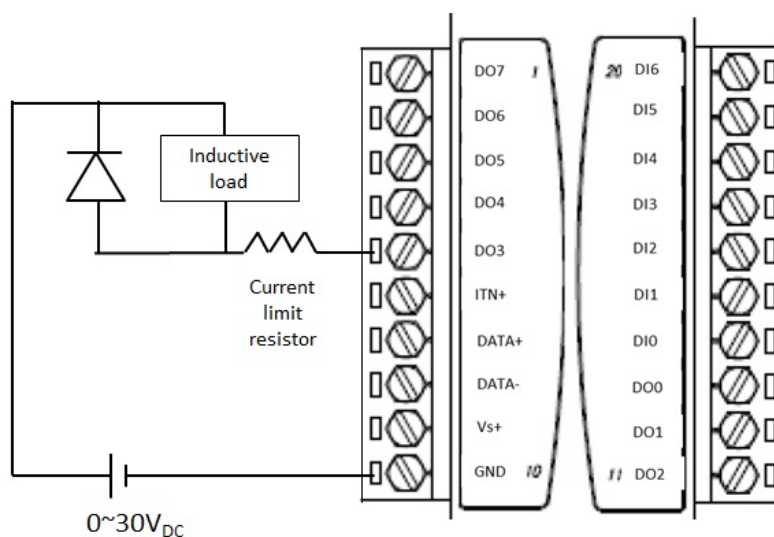 DO7 1
DO6
DO5
DO4
DO3
ITN+
DATA+
DATA-
Vs+
GND 10
20 DI6
DI5
DI4
DI3
DI2
DI1
DI0
DO0
DO1
11 DO2
Inductive
load
Current
limit
resistor
0~30VDC